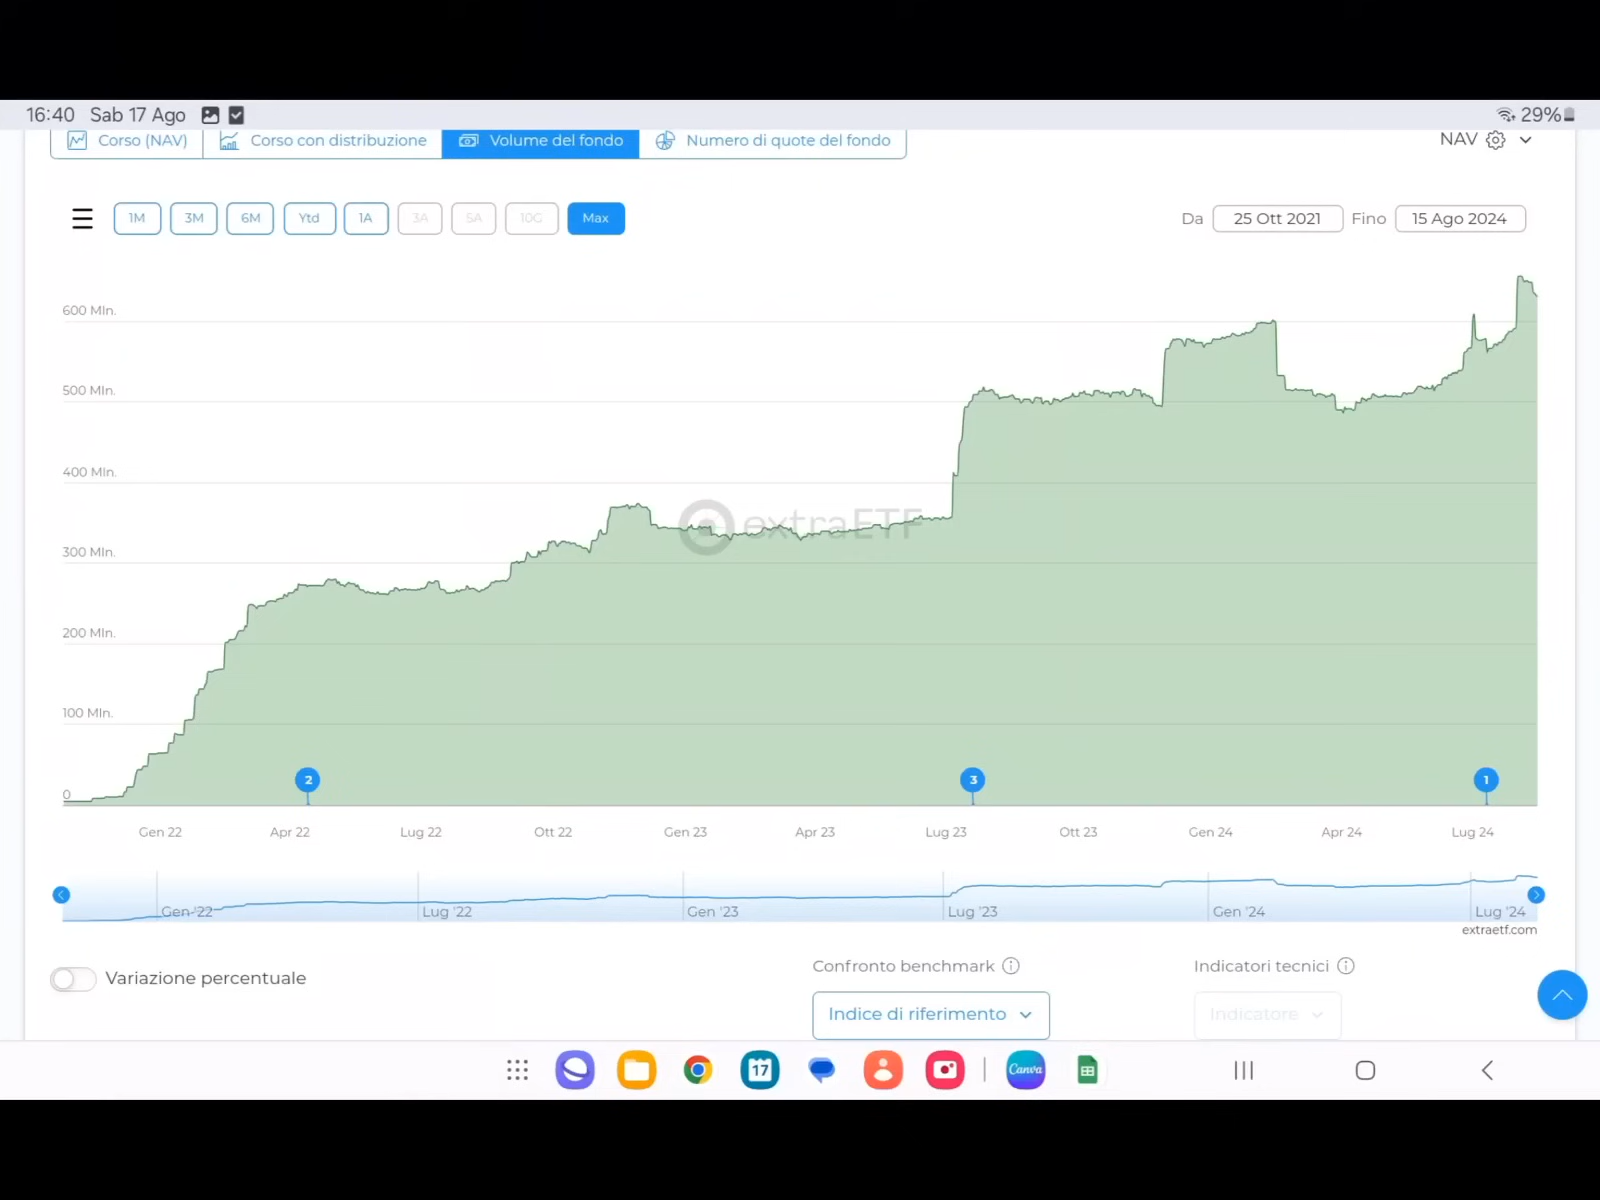 16:40 Sab 17 Ago 29%
Corso (NAV) Corso con distribuzione Volume del fondo Numero di quote del fondo NAV
1M 3M 6M Ytd 1A 3A 5A 10G Max Da 25 Ott 2021 Fino 15 Ago 2024
600 Mln.
500 Mln.
400 Mln.
extraETF
300 Mln.
200 Mln.
100 Mln.
2 3 1
0
Gen 22 Apr 22 Lug 22 Ott 22 Gen 23 Apr 23 Lug 23 Ott 23 Gen 24 Apr 24 Lug 24
Gen '22 Lug '22 Gen '23 Lug '23 Gen '24 Lug '24
extraetf.com
Variazione percentuale Confronto benchmark Indicatori tecnici
Indice di riferimento Indicatore
17 Canva